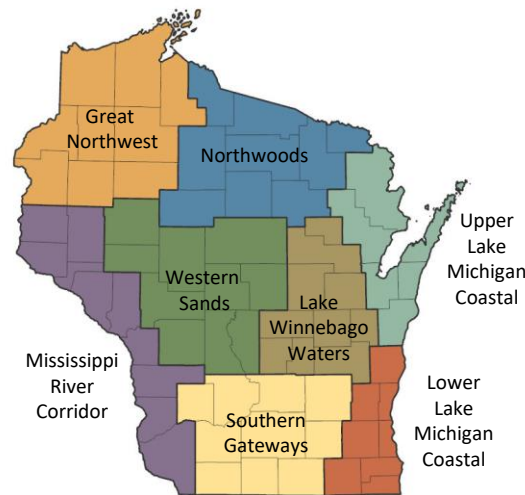 Great
Northwest
Northwoods
Upper
Lake
Michigan
Coastal
Western
Sands
Lake
Winnebago
Waters
Mississippi
River
Corridor
Lower
Lake
Michigan
Coastal
Southern
Gateways